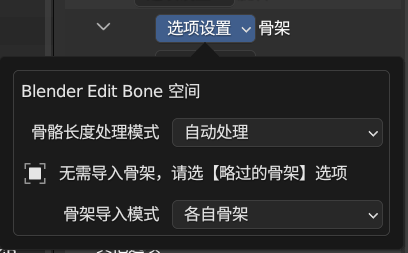 选项设置 骨架
Blender Edit Bone 空间
骨骼长度处理模式 自动处理
无需导入骨架，请选【略过的骨架】选项
骨架导入模式 各自骨架